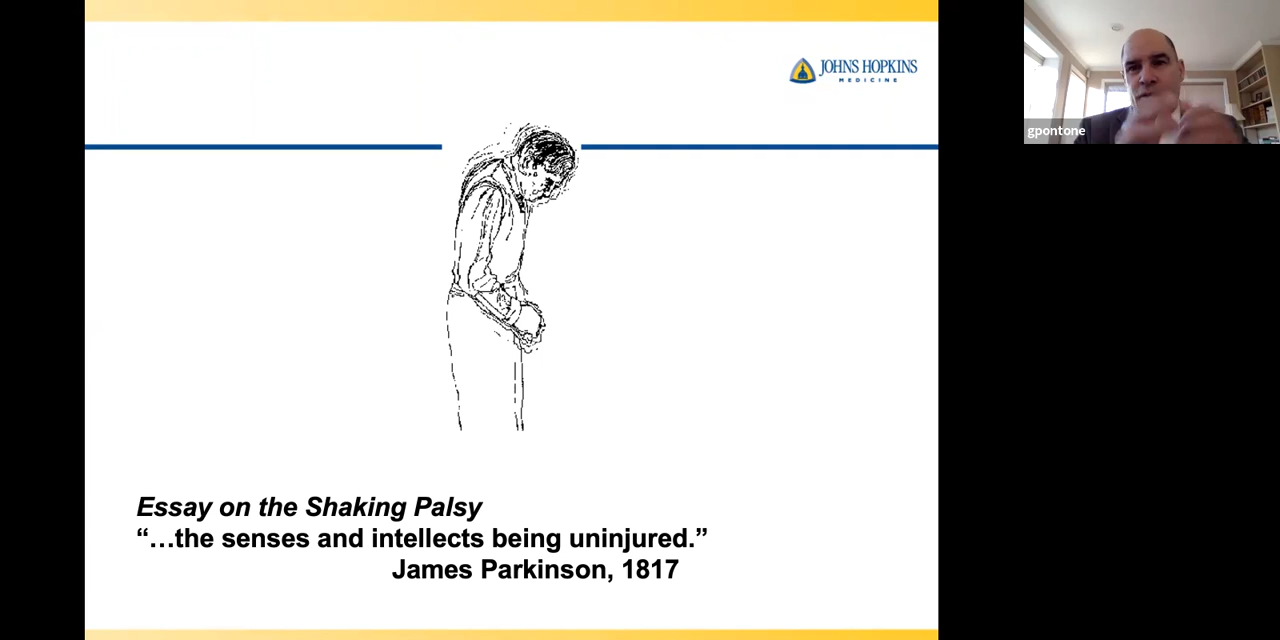 JOHNS HOPKINS
MEDICINE
gpontone
Essay on the Shaking Palsy
“…the senses and intellects being uninjured.”
James Parkinson, 1817